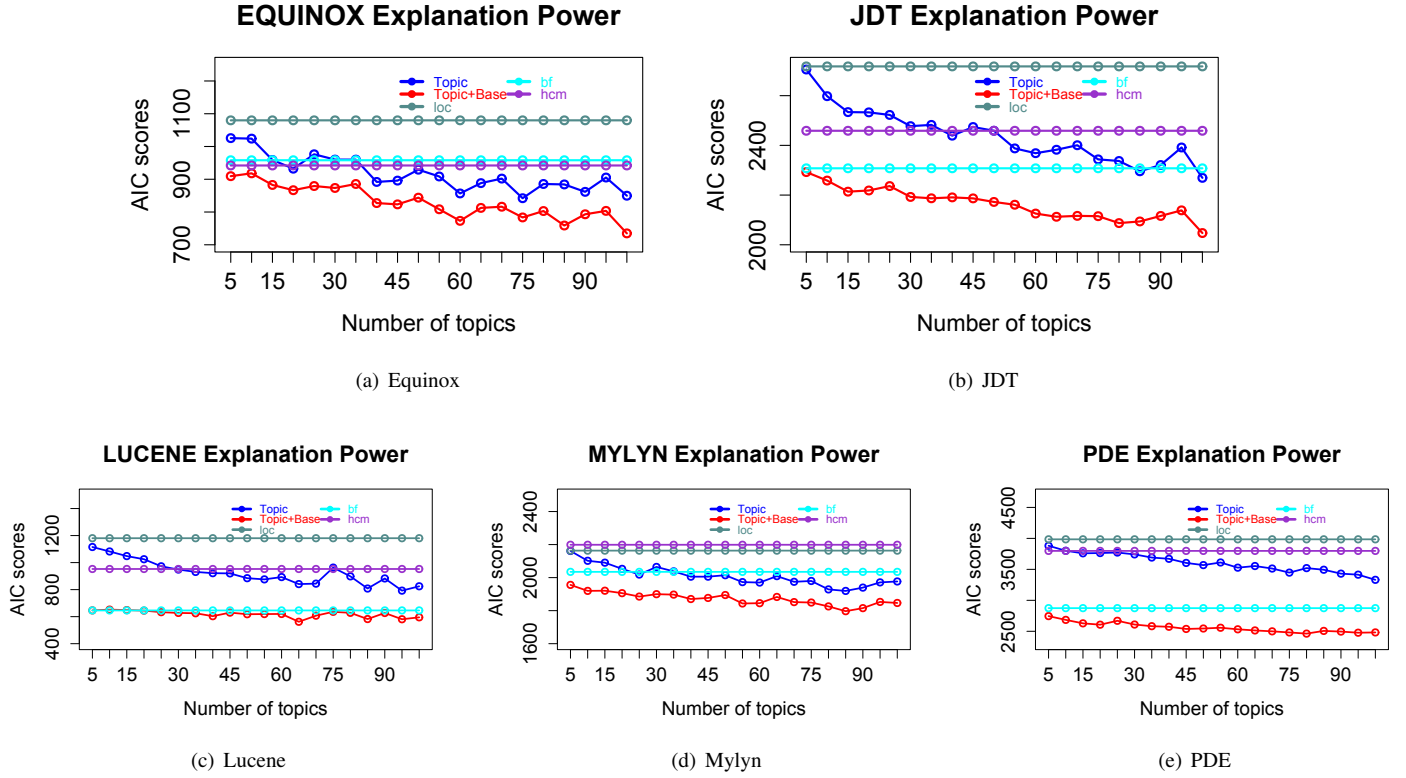 EQUINOX Explanation Power
Topic
Topic+Base
loc
bf
hcm
AIC scores
700 900 1100
5 15 30 45 60 75 90
Number of topics
(a) Equinox
JDT Explanation Power
Topic
Topic+Base
loc
bf
hcm
AIC scores
2000 2400
5 15 30 45 60 75 90
Number of topics
(b) JDT
LUCENE Explanation Power
Topic
Topic+Base
loc
bf
hcm
AIC scores
400 800 1200
5 15 30 45 60 75 90
Number of topics
(c) Lucene
MYLYN Explanation Power
Topic
Topic+Base
loc
bf
hcm
AIC scores
1600 2000 2400
5 15 30 45 60 75 90
Number of topics
(d) Mylyn
PDE Explanation Power
Topic
Topic+Base
loc
bf
hcm
AIC scores
2500 3500 4500
5 15 30 45 60 75 90
Number of topics
(e) PDE